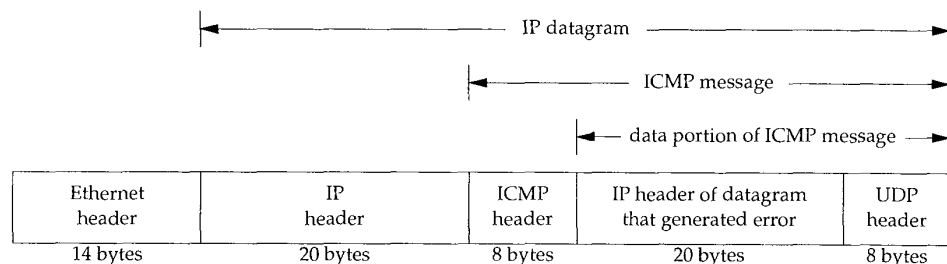 IP datagram
ICMP message
data portion of ICMP message
Ethernet
header
IP
header
ICMP
header
IP header of datagram
that generated error
UDP
header
14 bytes
20 bytes
8 bytes
20 bytes
8 bytes